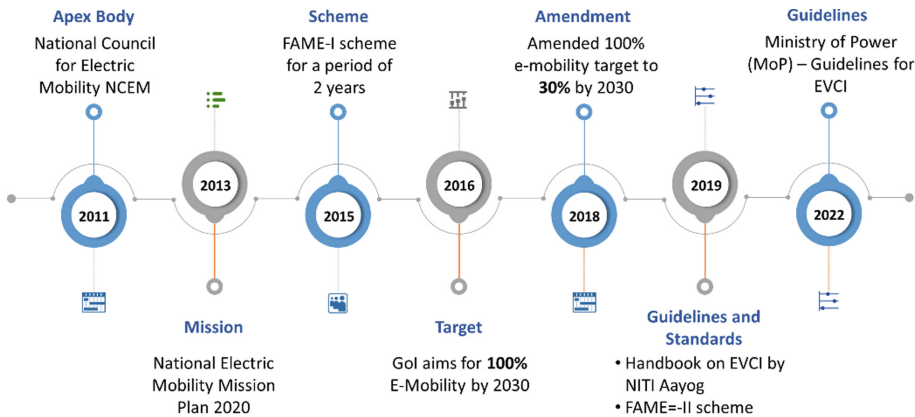 Apex Body
National Council
for Electric
Mobility NCEM
2011
2013
Mission
National Electric
Mobility Mission
Plan 2020
Scheme
FAME-I scheme
for a period of
2 years
2015
2016
Target
GoI aims for 100%
E-Mobility by 2030
Amendment
Amended 100%
e-mobility target to
30% by 2030
2018
2019
Guidelines and
Standards
• Handbook on EVCI by
NITI Aayog
• FAME=-II scheme
Guidelines
Ministry of Power
(MoP) – Guidelines for
EVCI
2022